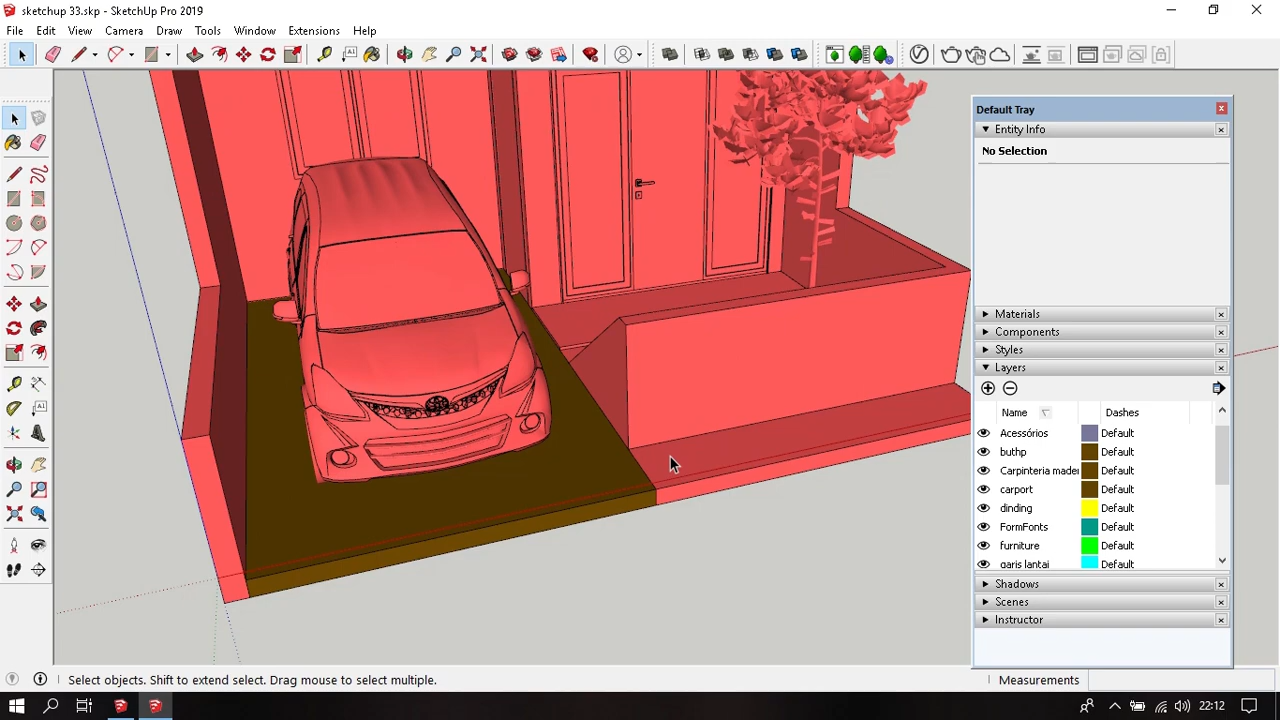 sketchup 33.skp - SketchUp Pro 2019
File Edit View Camera Draw Tools Window Extensions Help
Default Tray
Entity Info
No Selection
Materials
Components
Styles
Layers
Name Dashes
Acessórios Default
buthp Default
Carpinteria mader Default
carport Default
dinding Default
FormFonts Default
furniture Default
garis lantai Default
Shadows
Scenes
Instructor
Select objects. Shift to extend select. Drag mouse to select multiple.
Measurements
22:12